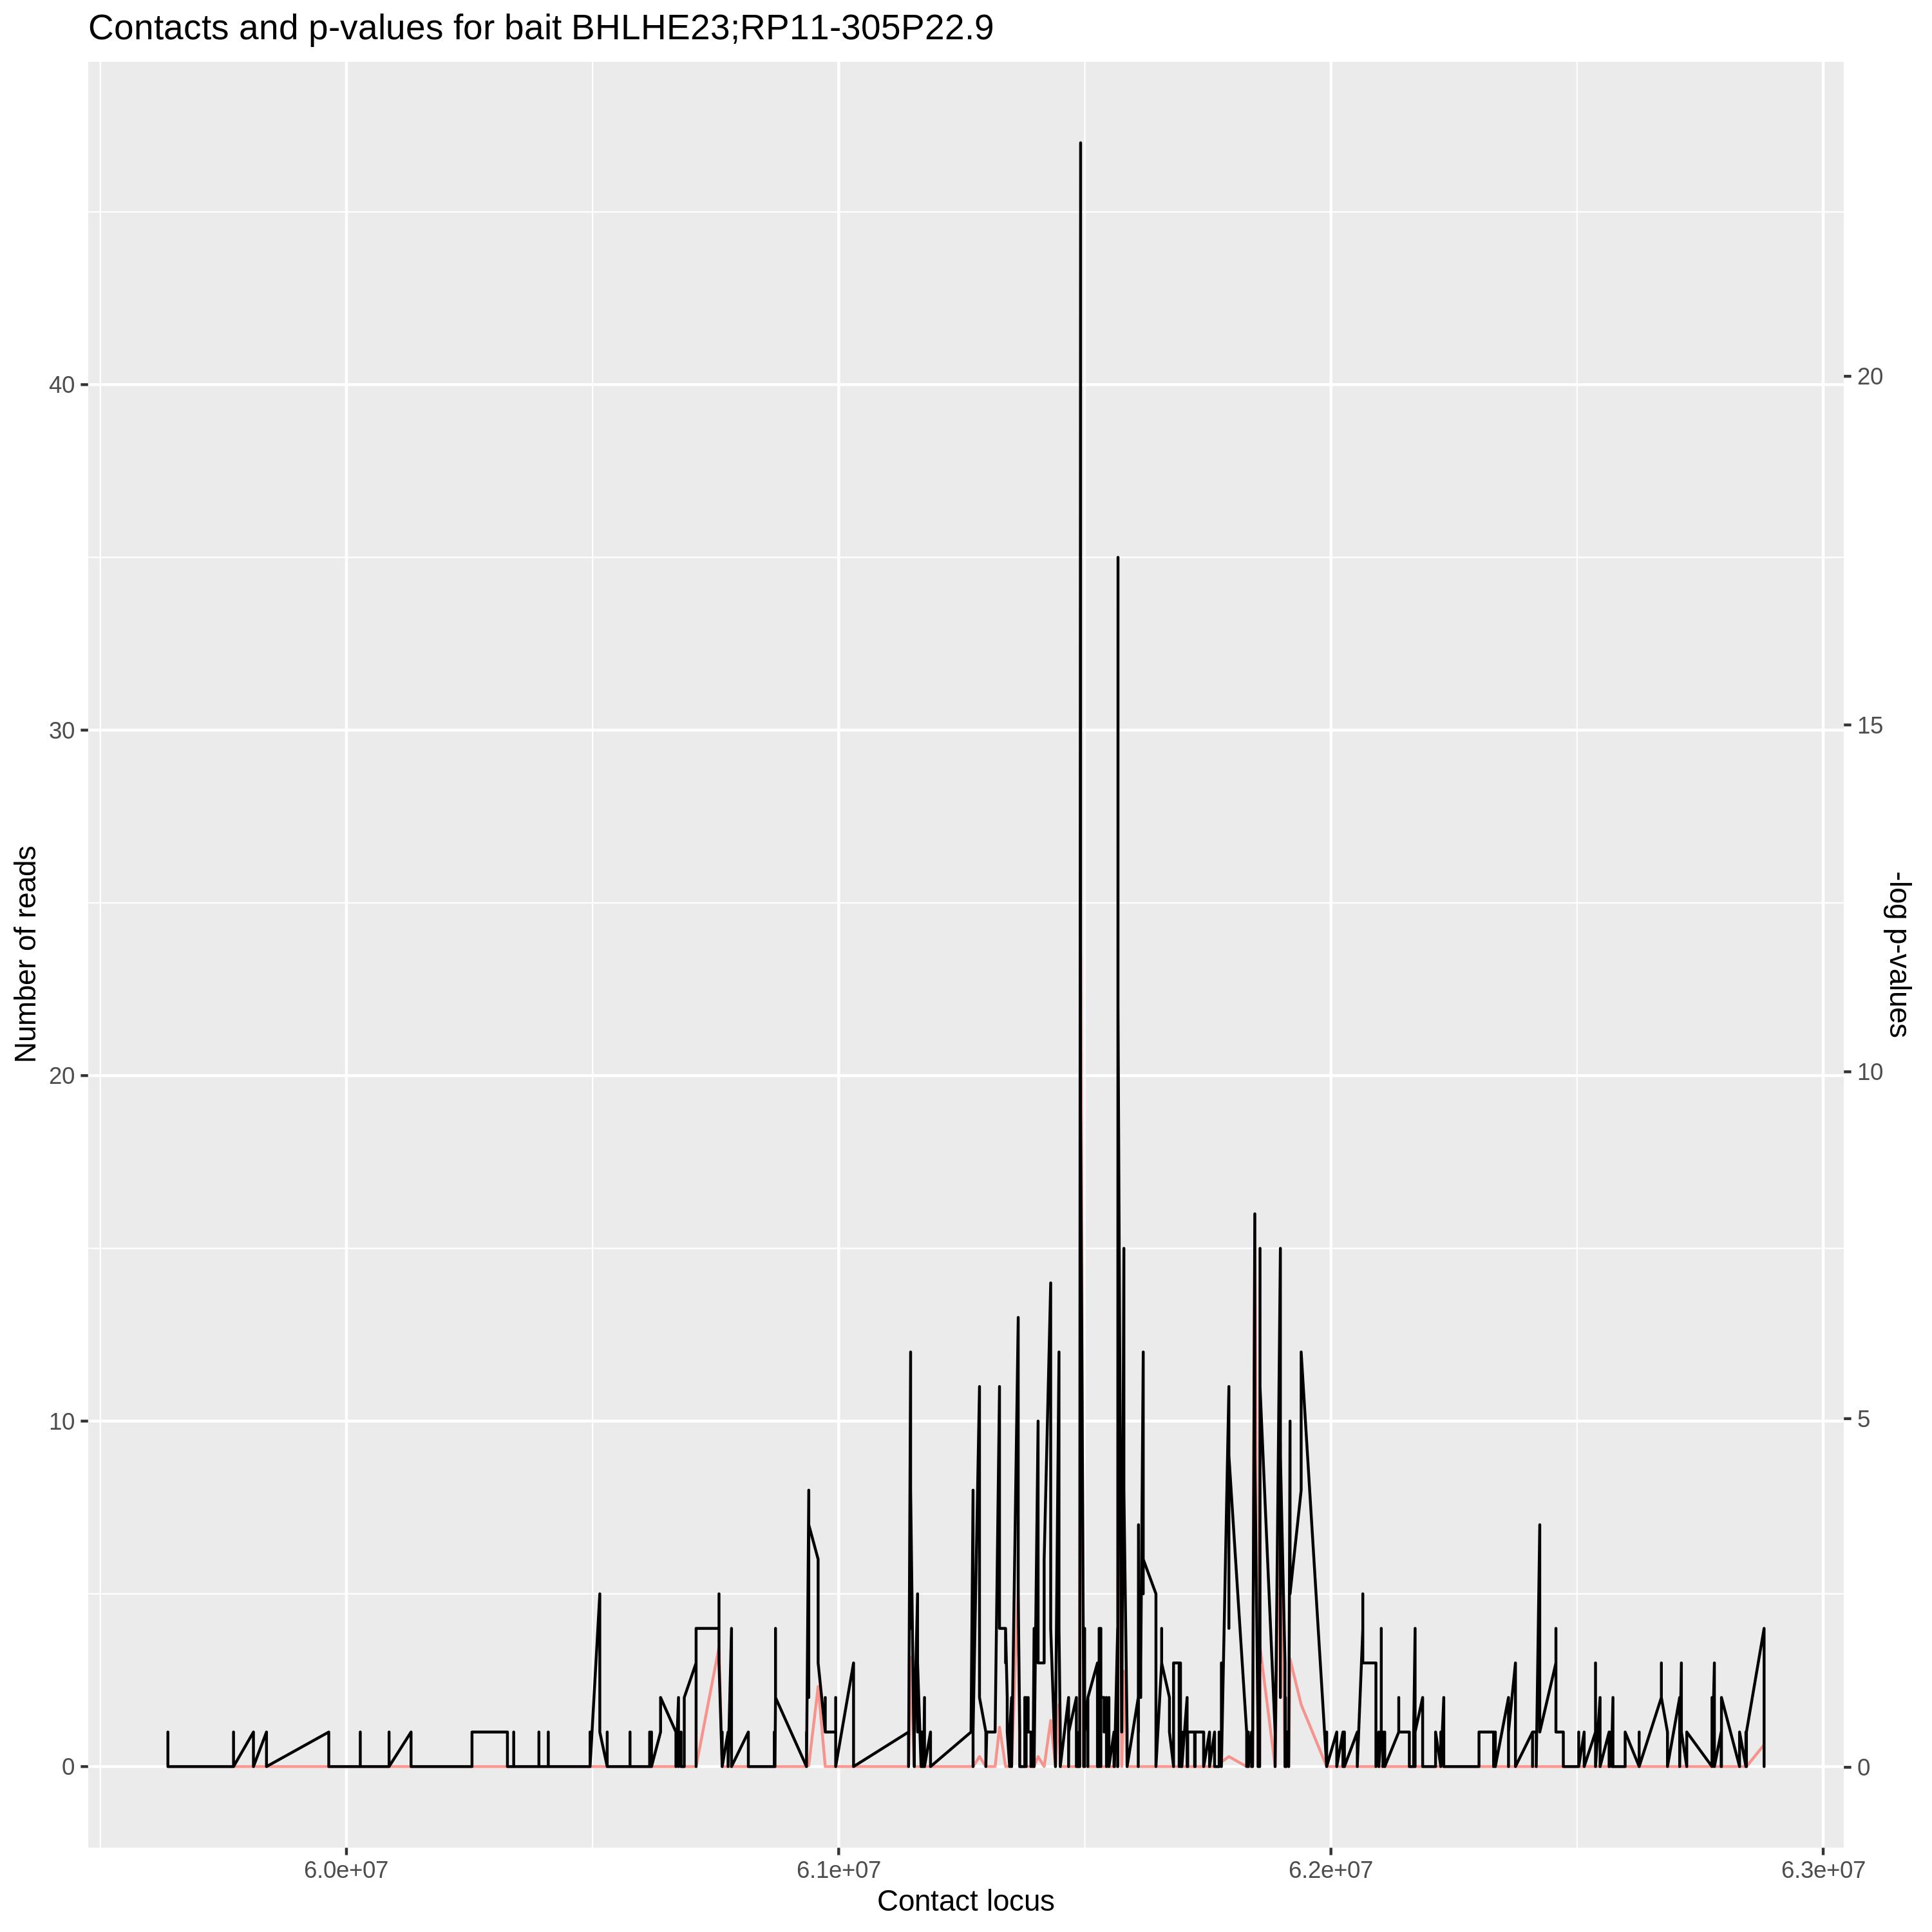 Contacts and p-values for bait BHLHE23;RP11-305P22.9
40
30
20
10
0
Number of reads
20
15
10
5
0
-log p-values
6.0e+07
6.1e+07
6.2e+07
6.3e+07
Contact locus